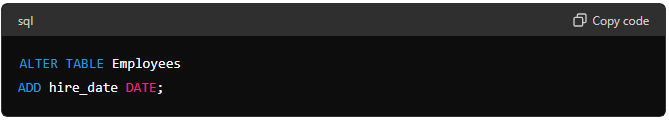 sql
Copy code
ALTER TABLE Employees
ADD hire_date DATE;